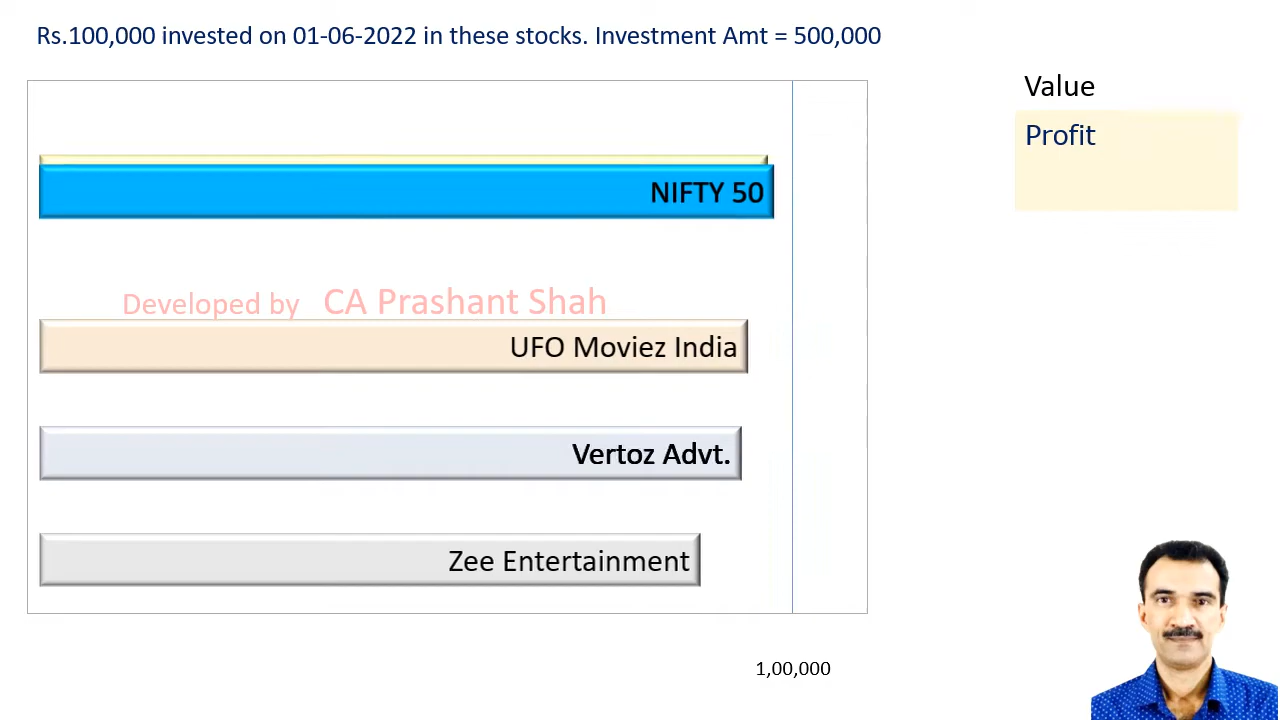 Rs.100,000 invested on 01-06-2022 in these stocks. Investment Amt = 500,000
Value
Profit
NIFTY 50
Developed by CA Prashant Shah
UFO Moviez India
Vertoz Advt.
Zee Entertainment
1,00,000